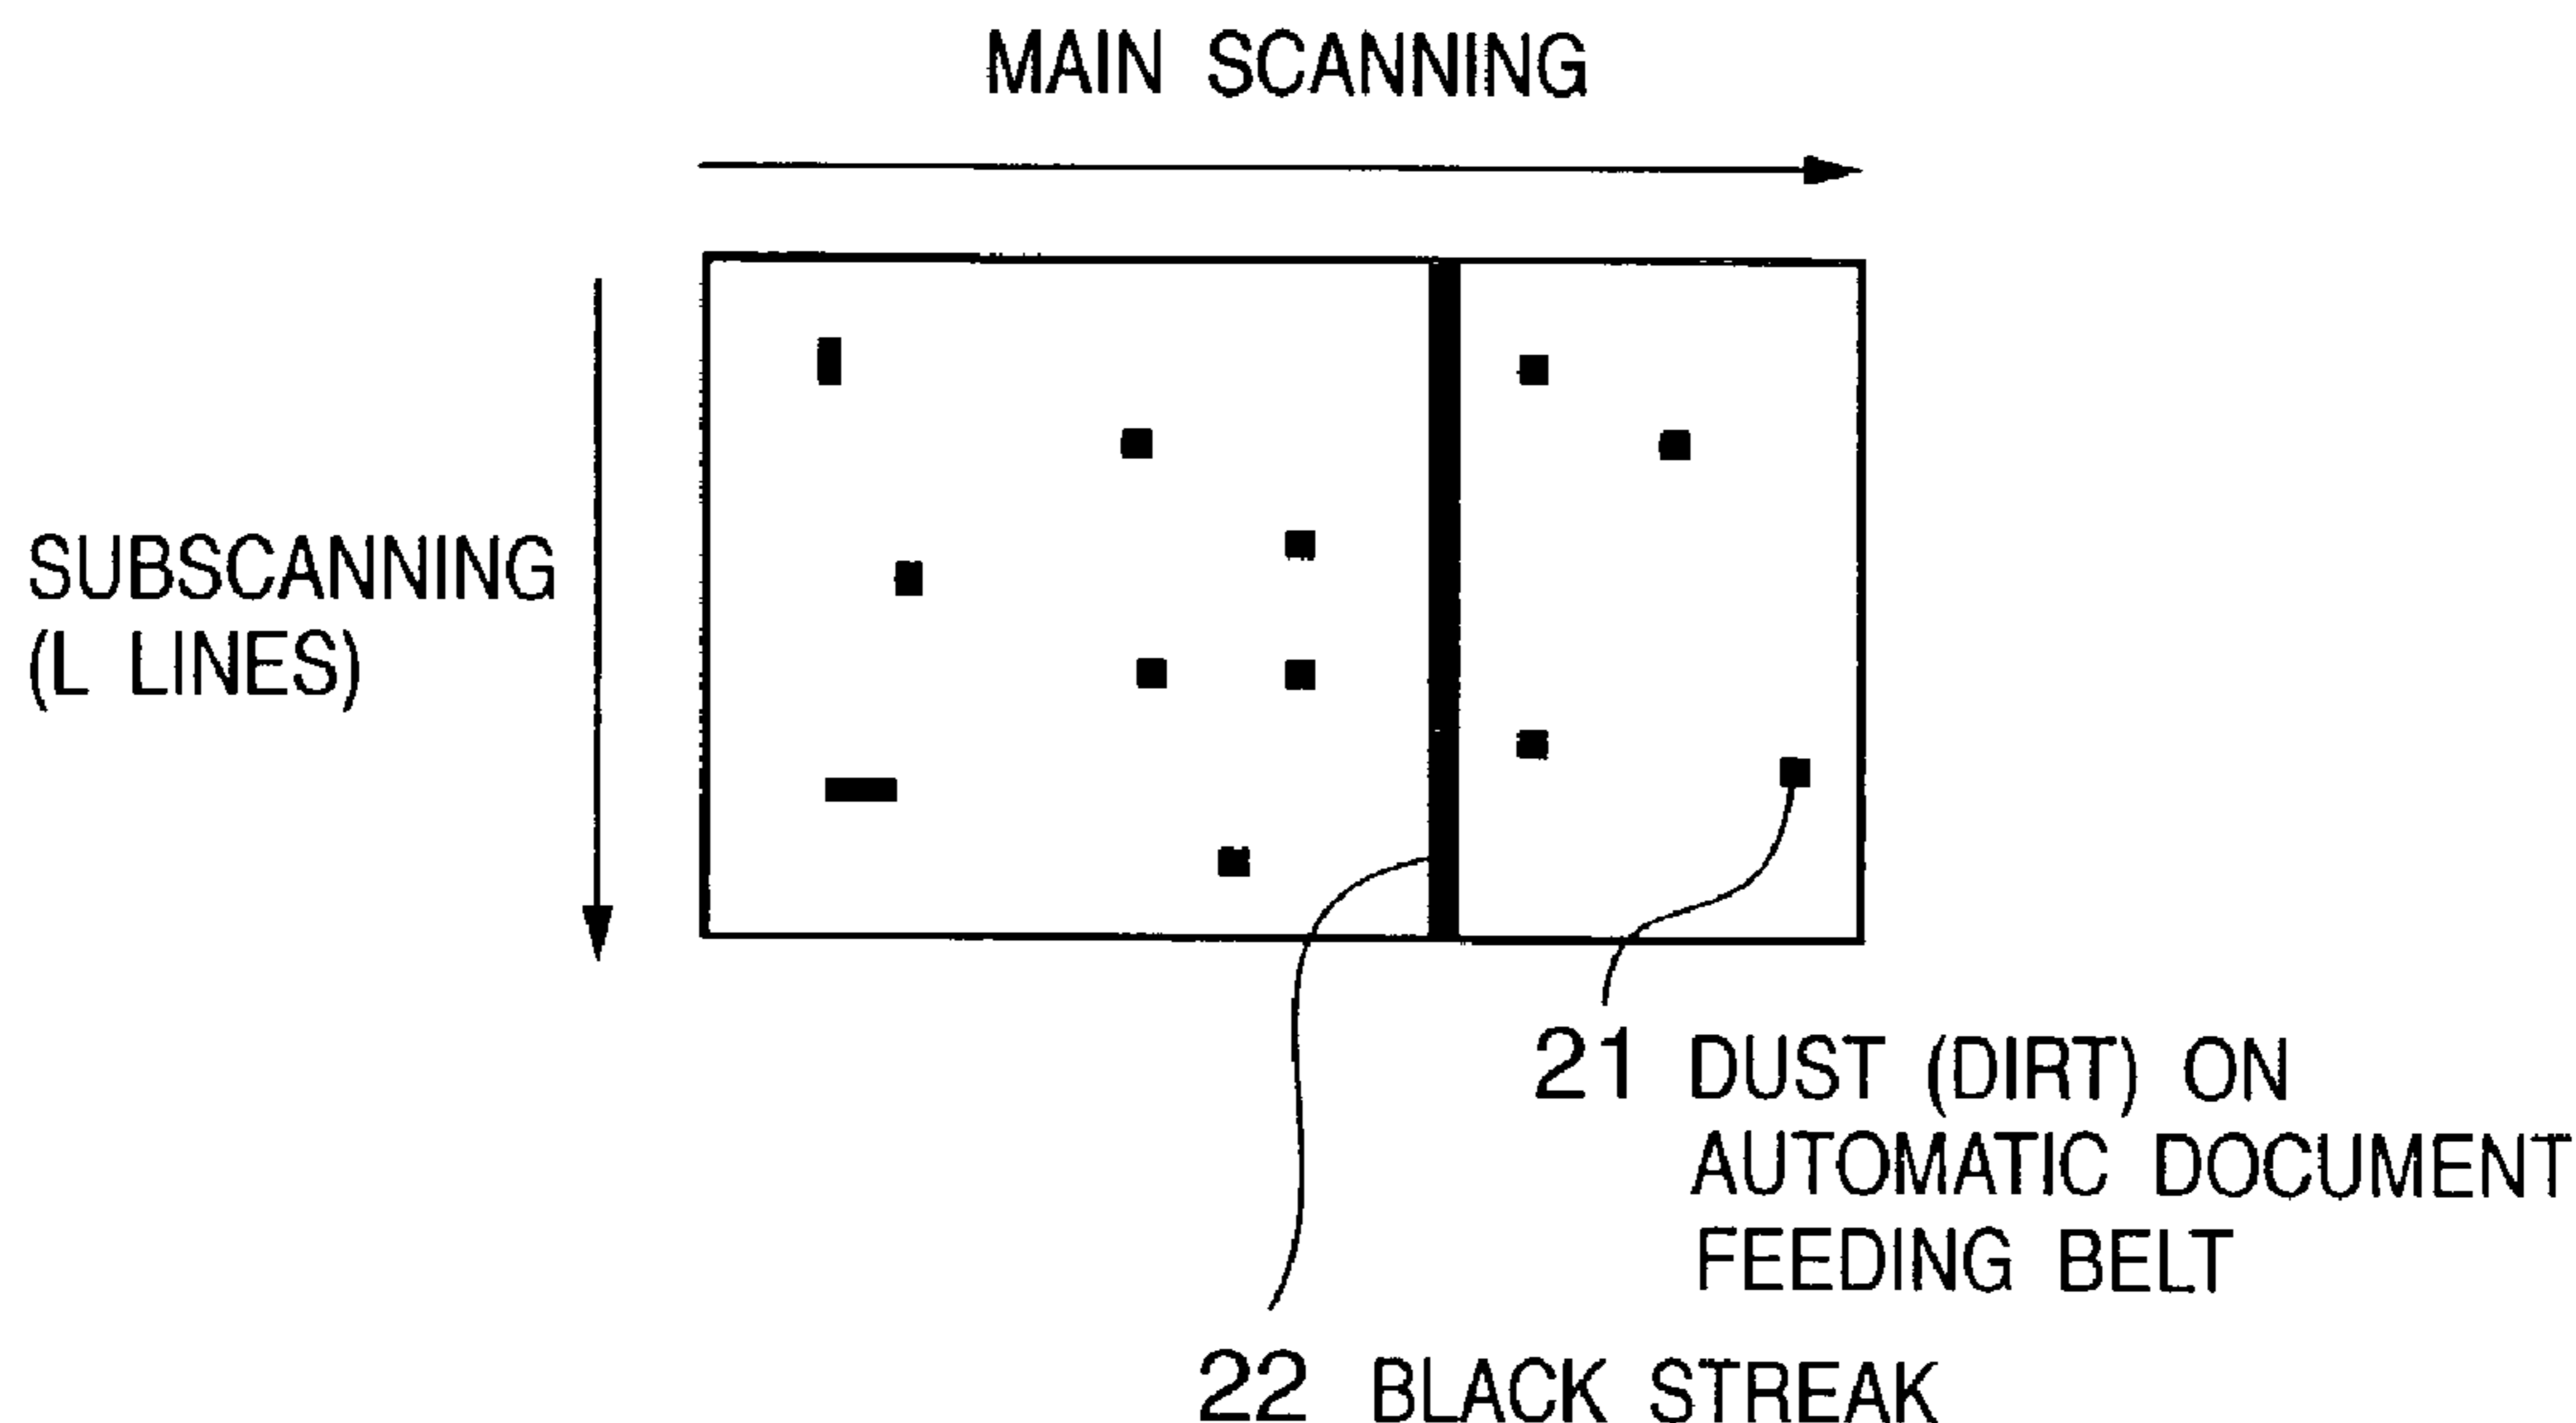 MAIN SCANNING
SUBSCANNING
(L LINES)
21 DUST (DIRT) ON
AUTOMATIC DOCUMENT
FEEDING BELT
22 BLACK STREAK